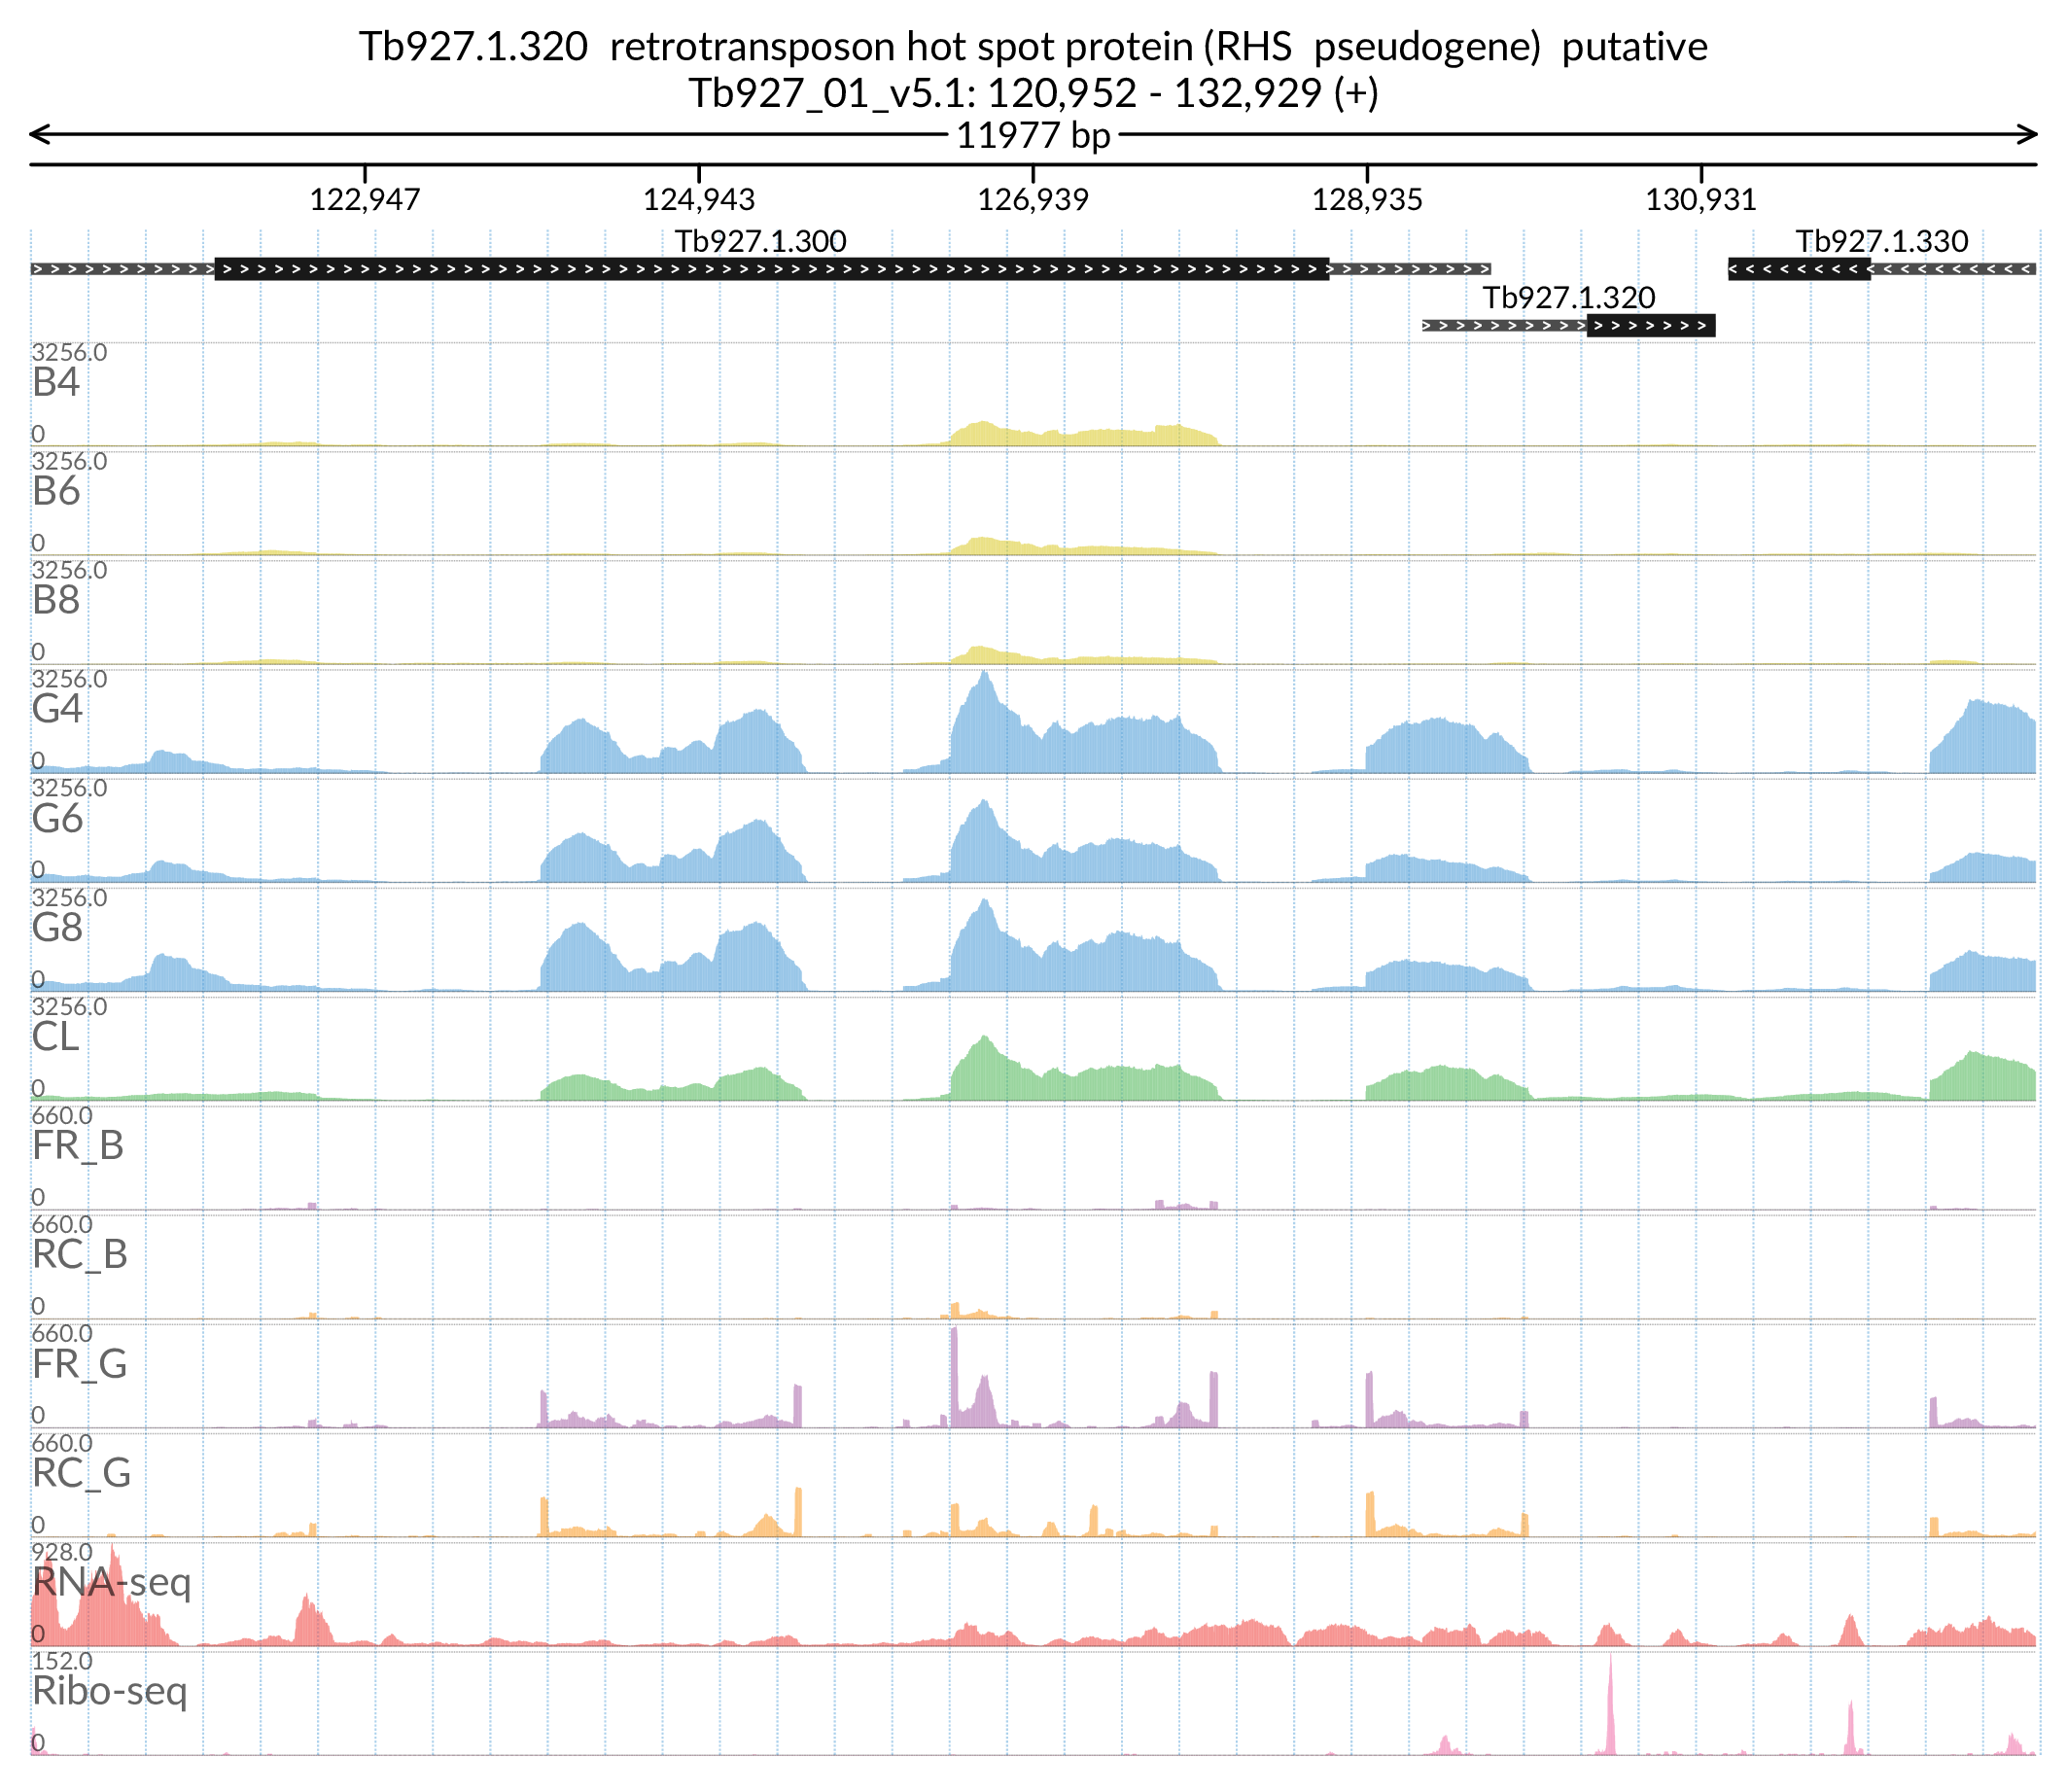 Tb927.1.320  retrotransposon hot spot protein (RHS  pseudogene)  putative
Tb927_01_v5.1: 120,952 - 132,929 (+)
11977 bp
122,947 124,943 126,939 128,935 130,931
Tb927.1.300 Tb927.1.330
Tb927.1.320
3256.0
B4
0
3256.0
B6
0
3256.0
B8
0
3256.0
G4
0
3256.0
G6
0
3256.0
G8
0
3256.0
CL
0
660.0
FR_B
0
660.0
RC_B
0
660.0
FR_G
0
660.0
RC_G
0
928.0
RNA-seq
0
152.0
Ribo-seq
0